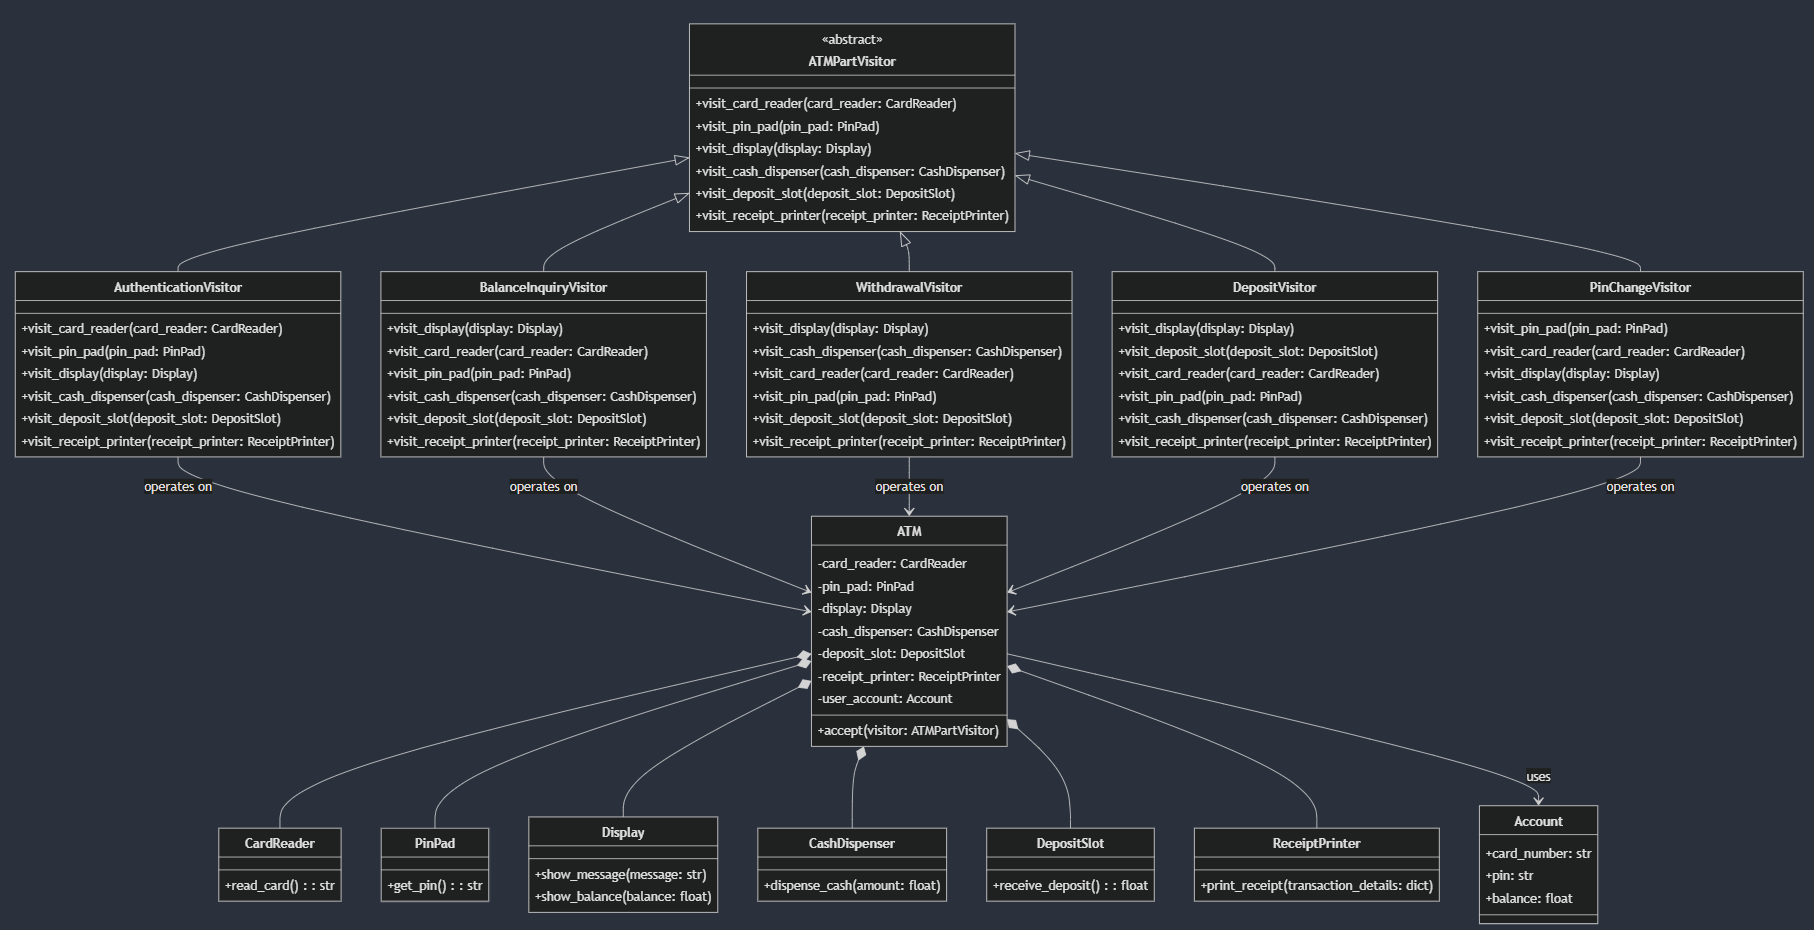 «abstract»
ATMPartVisitor
+visit_card_reader(card_reader: CardReader)
+visit_pin_pad(pin_pad: PinPad)
+visit_display(display: Display)
+visit_cash_dispenser(cash_dispenser: CashDispenser)
+visit_deposit_slot(deposit_slot: DepositSlot)
+visit_receipt_printer(receipt_printer: ReceiptPrinter)
AuthenticationVisitor
+visit_card_reader(card_reader: CardReader)
+visit_pin_pad(pin_pad: PinPad)
+visit_display(display: Display)
+visit_cash_dispenser(cash_dispenser: CashDispenser)
+visit_deposit_slot(deposit_slot: DepositSlot)
+visit_receipt_printer(receipt_printer: ReceiptPrinter)
BalanceInquiryVisitor
+visit_display(display: Display)
+visit_card_reader(card_reader: CardReader)
+visit_pin_pad(pin_pad: PinPad)
+visit_cash_dispenser(cash_dispenser: CashDispenser)
+visit_deposit_slot(deposit_slot: DepositSlot)
+visit_receipt_printer(receipt_printer: ReceiptPrinter)
WithdrawalVisitor
+visit_display(display: Display)
+visit_cash_dispenser(cash_dispenser: CashDispenser)
+visit_card_reader(card_reader: CardReader)
+visit_pin_pad(pin_pad: PinPad)
+visit_deposit_slot(deposit_slot: DepositSlot)
+visit_receipt_printer(receipt_printer: ReceiptPrinter)
DepositVisitor
+visit_display(display: Display)
+visit_deposit_slot(deposit_slot: DepositSlot)
+visit_card_reader(card_reader: CardReader)
+visit_pin_pad(pin_pad: PinPad)
+visit_cash_dispenser(cash_dispenser: CashDispenser)
+visit_receipt_printer(receipt_printer: ReceiptPrinter)
PinChangeVisitor
+visit_pin_pad(pin_pad: PinPad)
+visit_card_reader(card_reader: CardReader)
+visit_display(display: Display)
+visit_cash_dispenser(cash_dispenser: CashDispenser)
+visit_deposit_slot(deposit_slot: DepositSlot)
+visit_receipt_printer(receipt_printer: ReceiptPrinter)
operates on
operates on
operates on
operates on
operates on
ATM
-card_reader: CardReader
-pin_pad: PinPad
-display: Display
-cash_dispenser: CashDispenser
-deposit_slot: DepositSlot
-receipt_printer: ReceiptPrinter
-user_account: Account
+accept(visitor: ATMPartVisitor)
uses
CardReader
+read_card() : : str
PinPad
+get_pin() : : str
Display
+show_message(message: str)
+show_balance(balance: float)
CashDispenser
+dispense_cash(amount: float)
DepositSlot
+receive_deposit() : : float
ReceiptPrinter
+print_receipt(transaction_details: dict)
Account
+card_number: str
+pin: str
+balance: float